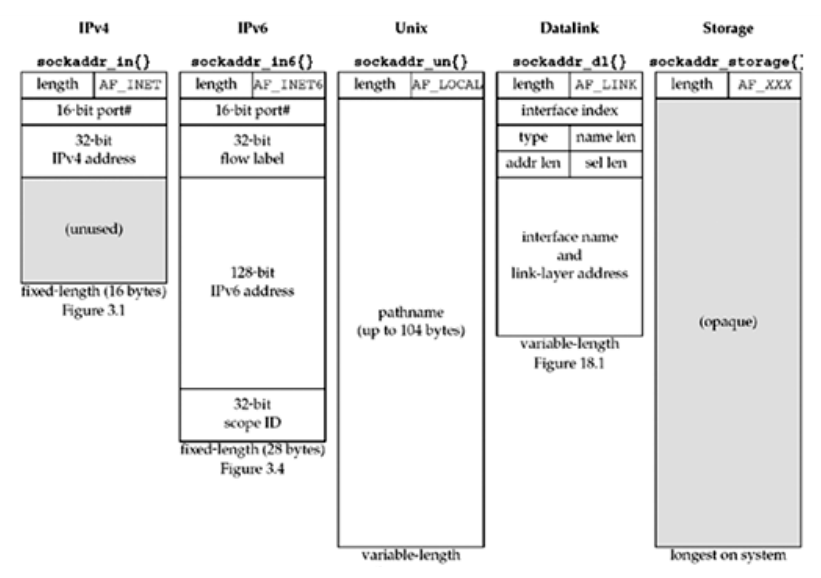 IPv4
sockaddr_in{}
length AF_INET
16-bit port#
32-bit
IPv4 address
(unused)
fixed-length (16 bytes)
Figure 3.1
IPv6
sockaddr_in6{}
length AF_INET6
16-bit port#
32-bit
flow label
128-bit
IPv6 address
32-bit
scope ID
fixed-length (28 bytes)
Figure 3.4
Unix
sockaddr_un{}
length AF_LOCAL
pathname
(up to 104 bytes)
variable-length
Datalink
sockaddr_dl{}
length AF_LINK
interface index
type name len
addr len sel len
interface name
and
link-layer address
variable-length
Figure 18.1
Storage
sockaddr_storage{}
length AF_XXX
(opaque)
longest on system